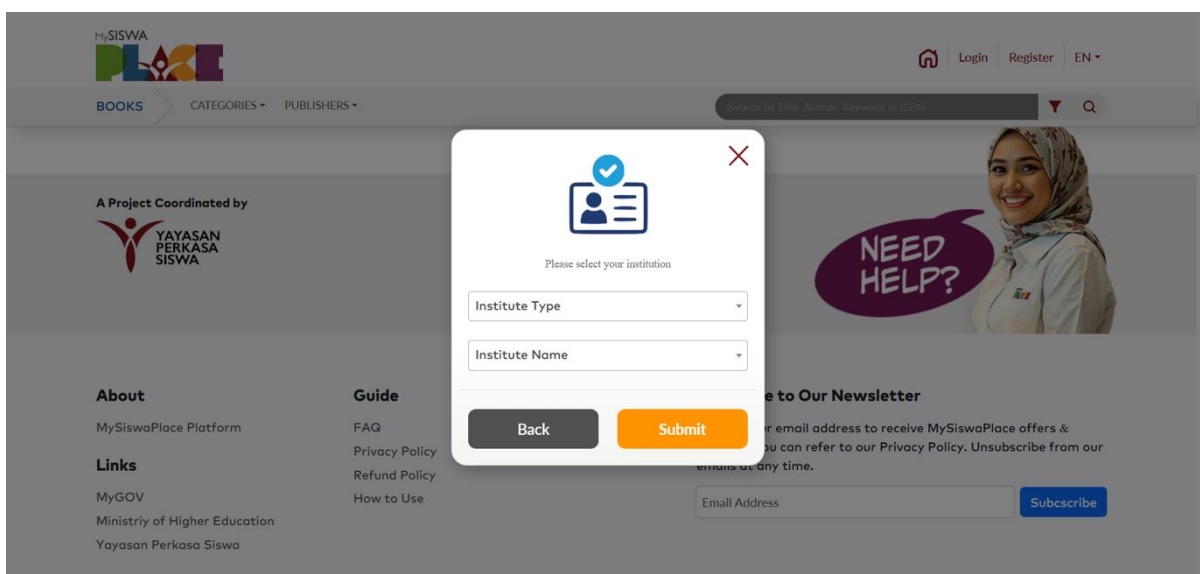 MySISWA
PLACE
Login Register EN
BOOKS CATEGORIES PUBLISHERS
Search by Title, Author, Keyword or ISBN
A Project Coordinated by
YAYASAN
PERKASA
SISWA
Please select your institution
Institute Type
Institute Name
Back Submit
NEED
HELP?
About
MySiswaPlace Platform
Links
MyGOV
Ministriy of Higher Education
Yayasan Perkasa Siswa
Guide
FAQ
Privacy Policy
Refund Policy
How to Use
e to Our Newsletter
r email address to receive MySiswaPlace offers &
can refer to our Privacy Policy. Unsubscribe from our
emails at any time.
Email Address
Subcscribe